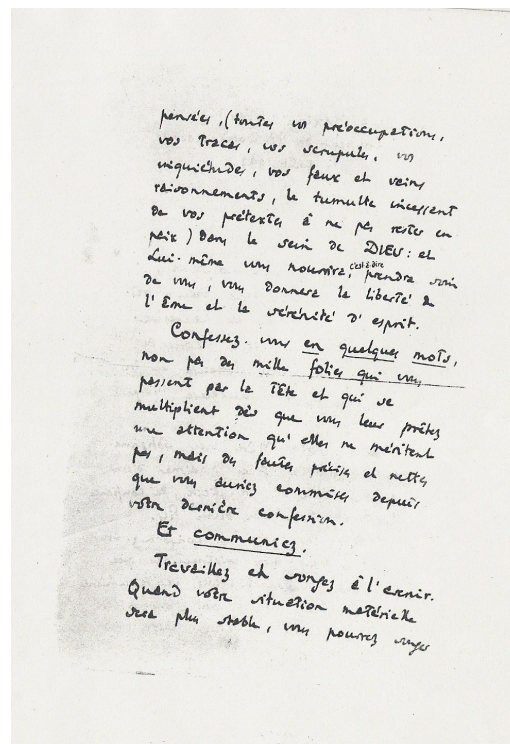 pensées, (toutes vos préoccupations,
vos tracas, vos scrupules, vos
inquiétudes, vos faux et vains
raisonnements, le tumulte incessant
de vos prétextes à ne pas rester en
paix) dans le sein de DIEU : et
Lui-même vous nourrira, c'est-à-dire prendra soin
de vous, vous donnera la liberté de
l'âme et la sérénité d'esprit.
Confessez-vous en quelques mots,
non pas des mille folies qui vous
passent par la tête et qui se
multiplient dès que vous leur prêtez
une attention qu'elles ne méritent
pas, mais des fautes précises et nettes
que vous auriez commises depuis
votre dernière confession.
Et communiez.
Travaillez et songez à l'avenir.
Quand votre situation matérielle
sera plus stable, vous pourrez songer